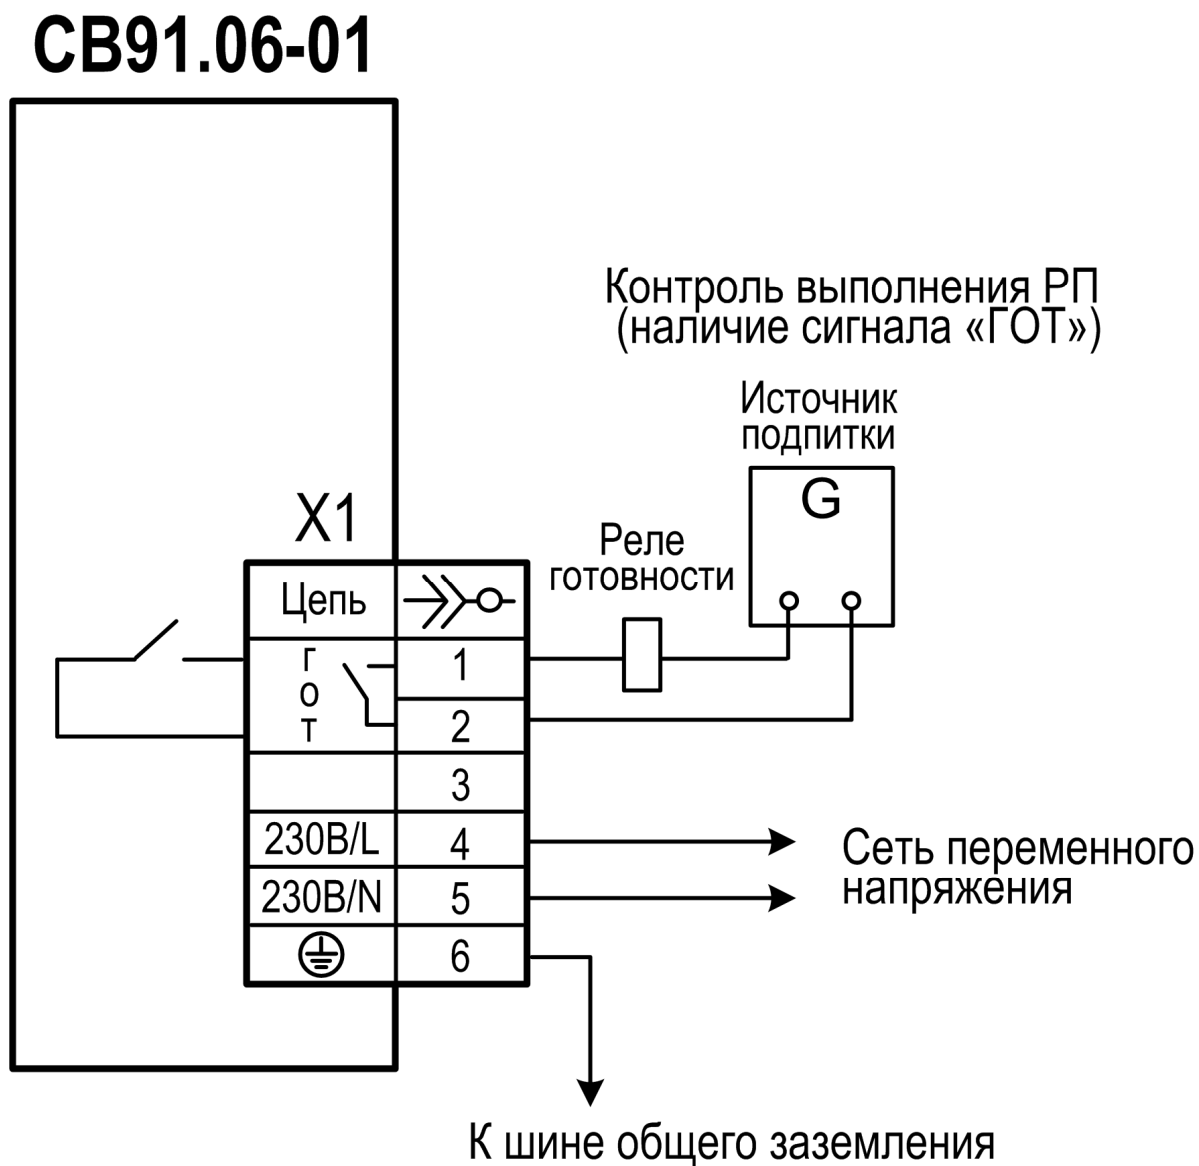 СВ91.06-01
Контроль выполнения РП
(наличие сигнала «ГОТ»)
Источник
подпитки
G
Реле
готовности
X1
Цепь
Г
О
Т
1
2
3
230В/L
4
230В/N
5
6
Сеть переменного
напряжения
К шине общего заземления